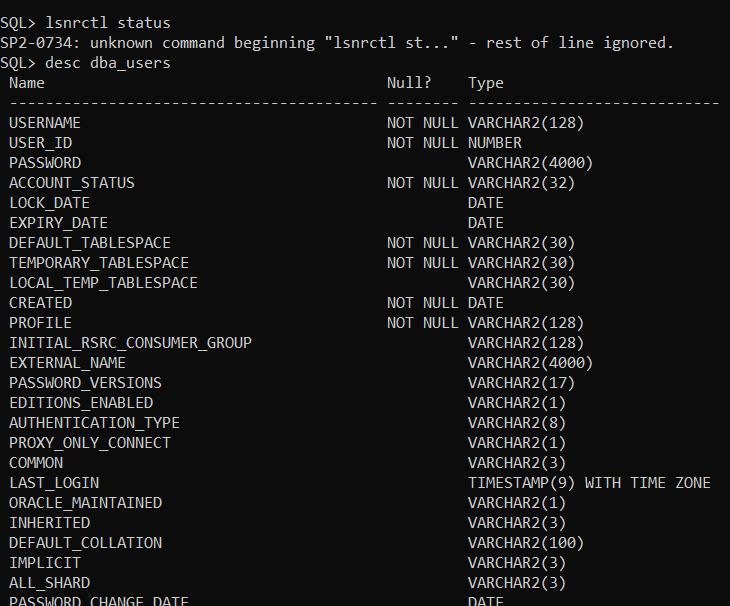 SQL> lsnrctl status
SP2-0734: unknown command beginning "lsnrctl st..." - rest of line ignored.
SQL> desc dba_users
 Name                                      Null?    Type
 ----------------------------------------- -------- ----------------------------
 USERNAME                                  NOT NULL VARCHAR2(128)
 USER_ID                                   NOT NULL NUMBER
 PASSWORD                                           VARCHAR2(4000)
 ACCOUNT_STATUS                            NOT NULL VARCHAR2(32)
 LOCK_DATE                                          DATE
 EXPIRY_DATE                                        DATE
 DEFAULT_TABLESPACE                        NOT NULL VARCHAR2(30)
 TEMPORARY_TABLESPACE                      NOT NULL VARCHAR2(30)
 LOCAL_TEMP_TABLESPACE                              VARCHAR2(30)
 CREATED                                   NOT NULL DATE
 PROFILE                                   NOT NULL VARCHAR2(128)
 INITIAL_RSRC_CONSUMER_GROUP                        VARCHAR2(128)
 EXTERNAL_NAME                                      VARCHAR2(4000)
 PASSWORD_VERSIONS                                  VARCHAR2(17)
 EDITIONS_ENABLED                                   VARCHAR2(1)
 AUTHENTICATION_TYPE                                VARCHAR2(8)
 PROXY_ONLY_CONNECT                                 VARCHAR2(1)
 COMMON                                             VARCHAR2(3)
 LAST_LOGIN                                         TIMESTAMP(9) WITH TIME ZONE
 ORACLE_MAINTAINED                                  VARCHAR2(1)
 INHERITED                                          VARCHAR2(3)
 DEFAULT_COLLATION                                  VARCHAR2(100)
 IMPLICIT                                           VARCHAR2(3)
 ALL_SHARD                                          VARCHAR2(3)
 PASSWORD_CHANGE_DATE                               DATE